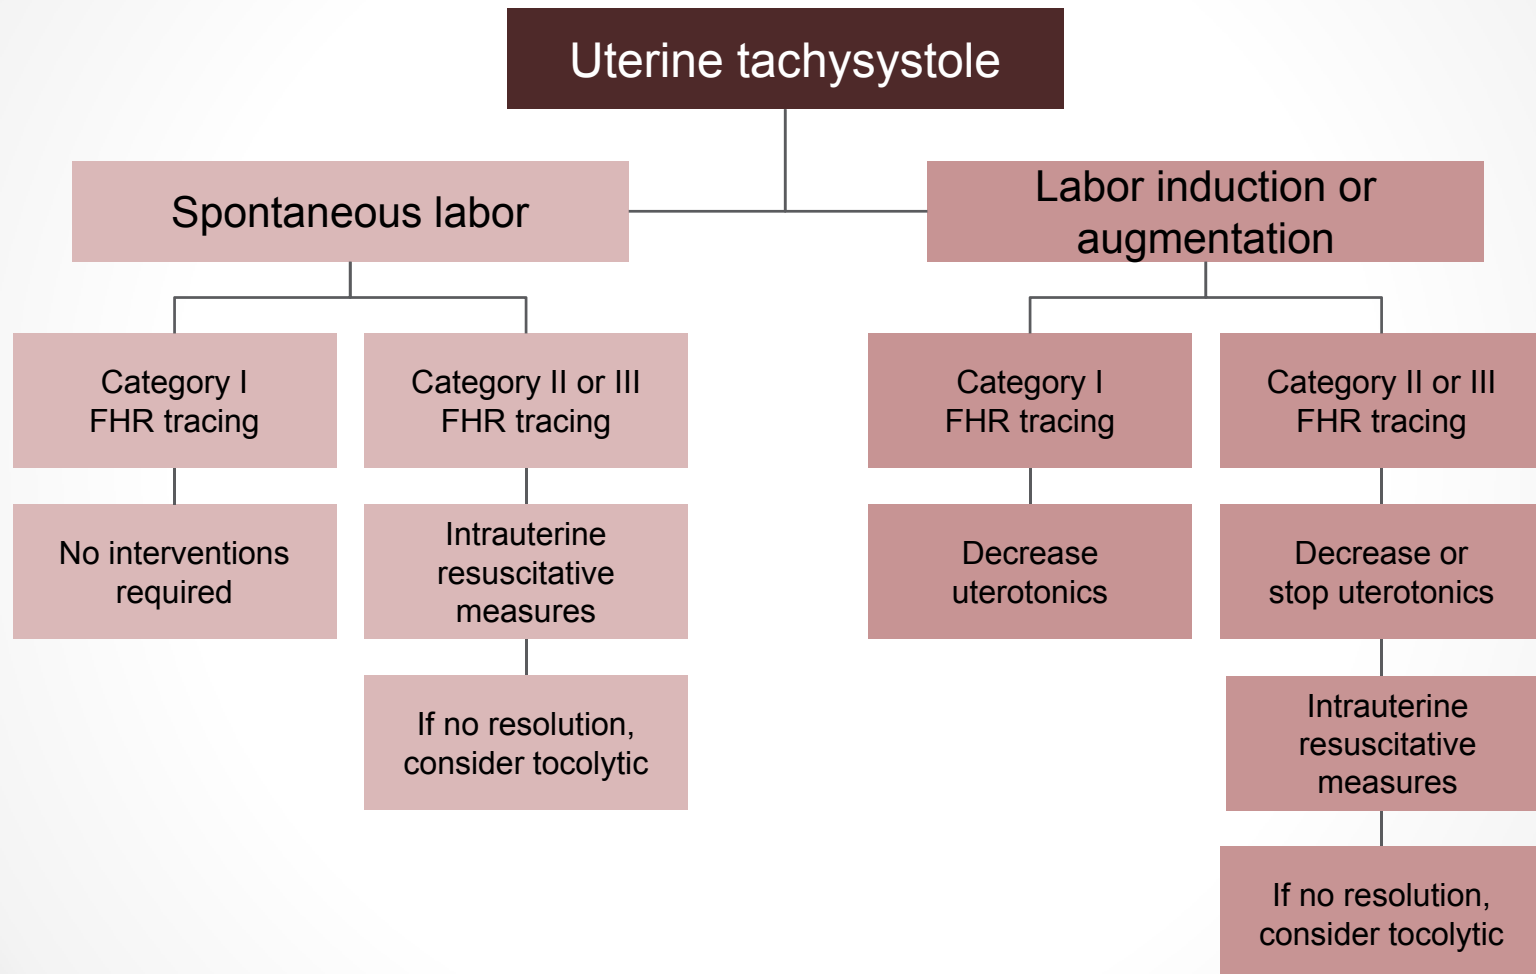 Uterine tachysystole
Spontaneous labor
Labor induction or
augmentation
Category I
FHR tracing
Category II or III
FHR tracing
Category I
FHR tracing
Category II or III
FHR tracing
No interventions
required
Intrauterine
resuscitative
measures
Decrease
uterotonics
Decrease or
stop uterotonics
If no resolution,
consider tocolytic
Intrauterine
resuscitative
measures
If no resolution,
consider tocolytic